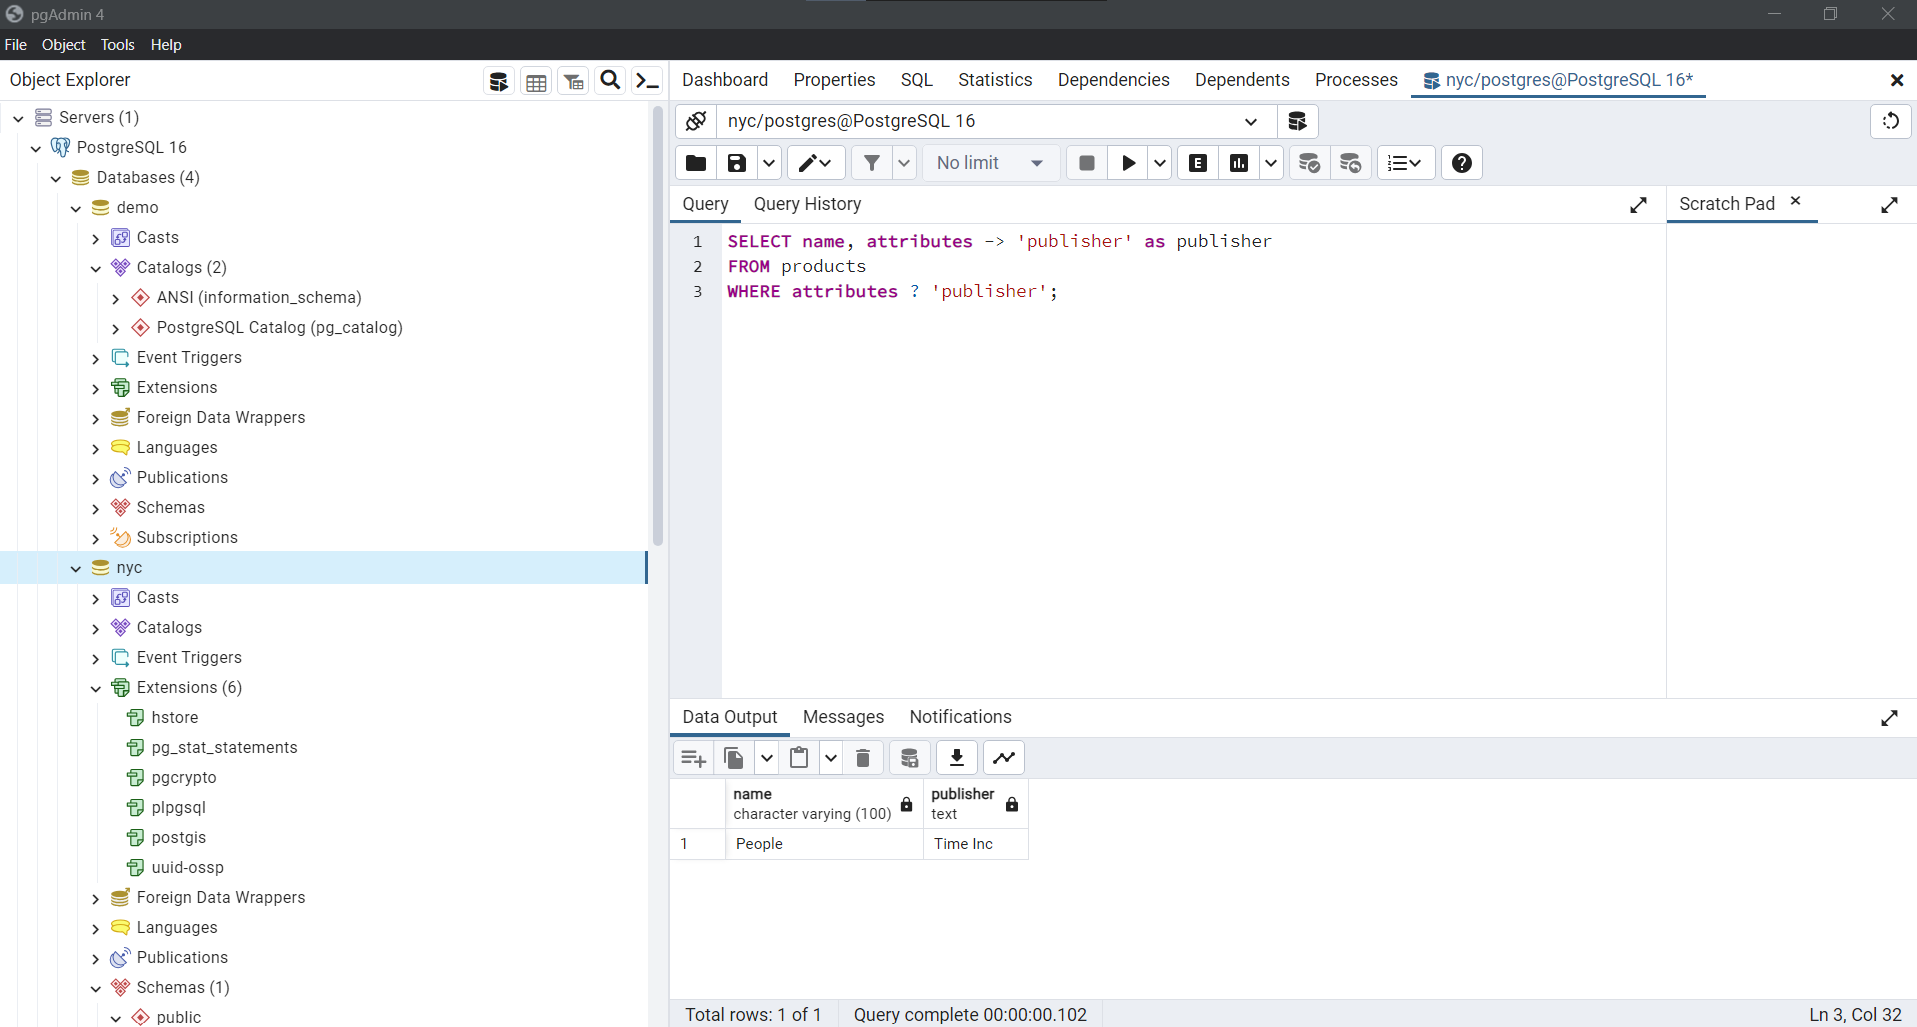 pgAdmin 4
File Object Tools Help
Object Explorer
Servers (1)
PostgreSQL 16
Databases (4)
demo
Casts
Catalogs (2)
ANSI (information_schema)
PostgreSQL Catalog (pg_catalog)
Event Triggers
Extensions
Foreign Data Wrappers
Languages
Publications
Schemas
Subscriptions
nyc
Casts
Catalogs
Event Triggers
Extensions (6)
hstore
pg_stat_statements
pgcrypto
plpgsql
postgis
uuid-ossp
Foreign Data Wrappers
Languages
Publications
Schemas (1)
public
Dashboard Properties SQL Statistics Dependencies Dependents Processes nyc/postgres@PostgreSQL 16*
nyc/postgres@PostgreSQL 16
No limit
E
Query Query History
Scratch Pad
1 SELECT name, attributes -> 'publisher' as publisher
2 FROM products
3 WHERE attributes ? 'publisher';
Data Output Messages Notifications
name publisher
character varying (100) text
1 People Time Inc
Total rows: 1 of 1 Query complete 00:00:00.102 Ln 3, Col 32